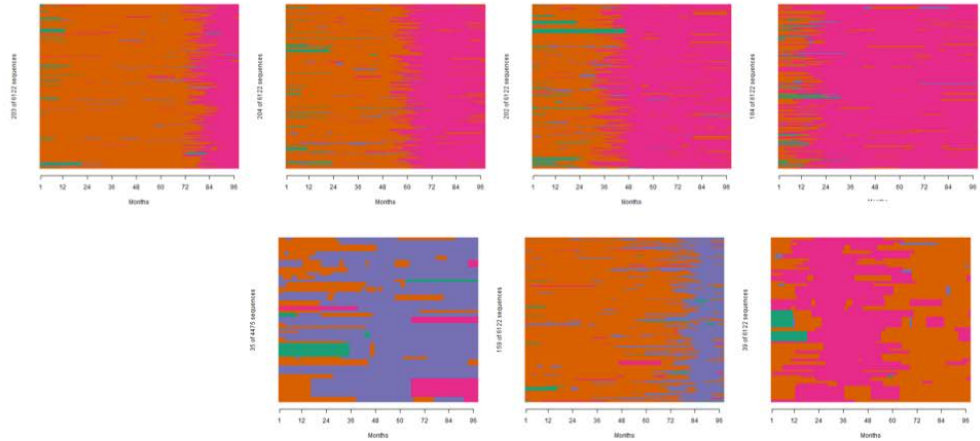 203 of 6122 sequences
1 12 24 36 48 60 72 84 96
Months
204 of 6122 sequences
1 12 24 36 48 60 72 84 96
Months
202 of 6122 sequences
1 12 24 36 48 60 72 84 96
Months
184 of 6122 sequences
1 12 24 36 48 60 72 84 96
Months
35 of 4475 sequences
1 12 24 36 48 60 72 84 96
Months
159 of 6122 sequences
1 12 24 36 48 60 72 84 96
Months
39 of 6122 sequences
1 12 24 36 48 60 72 84 96
Months